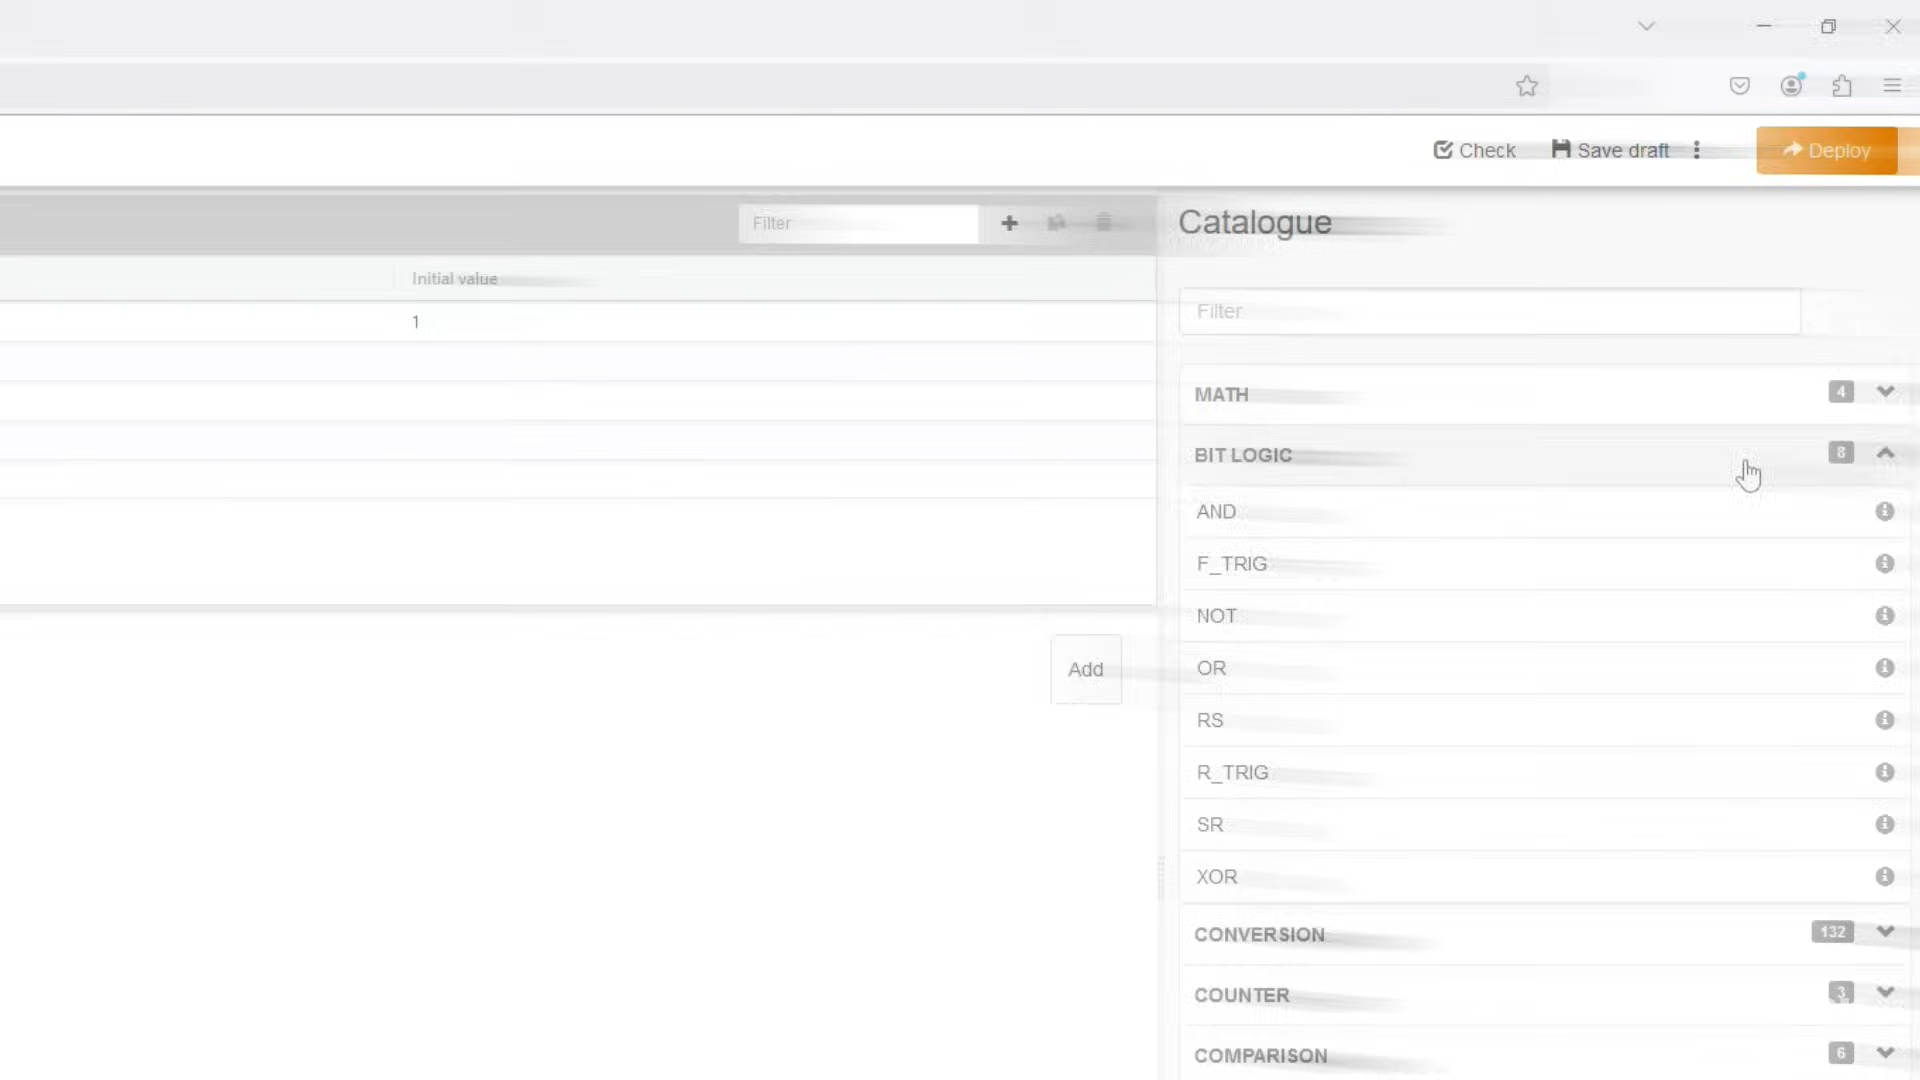 Check
Save draft
Deploy
Filter
Initial value
1
Catalogue
Filter
MATH
4
BIT LOGIC
8
AND
F_TRIG
NOT
OR
RS
R_TRIG
SR
XOR
CONVERSION
132
COUNTER
3
COMPARISON
6
Add